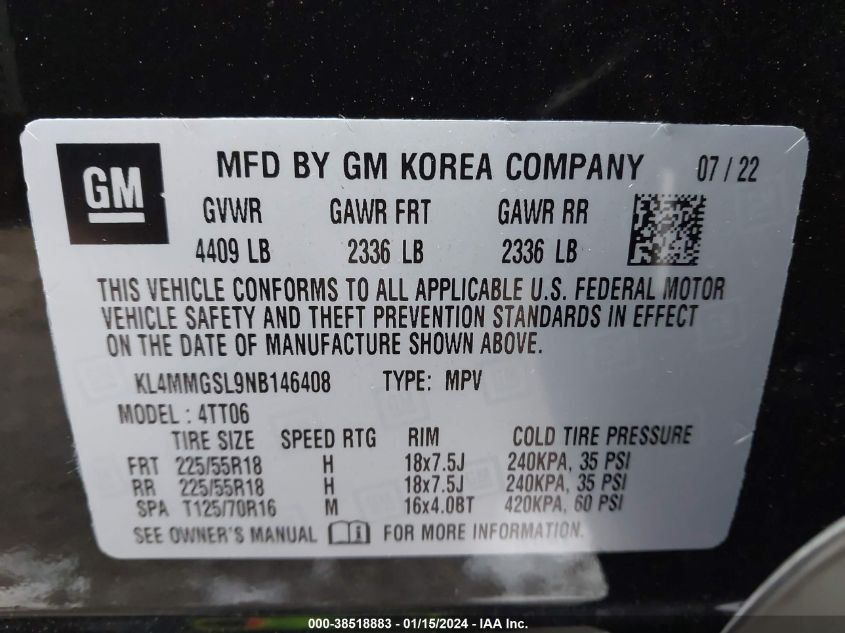 GM MFD BY GM KOREA COMPANY 07 / 22
GVWR GAWR FRT GAWR RR
4409 LB 2336 LB 2336 LB
THIS VEHICLE CONFORMS TO ALL APPLICABLE U.S. FEDERAL MOTOR
VEHICLE SAFETY AND THEFT PREVENTION STANDARDS IN EFFECT
ON THE DATE OF MANUFACTURE SHOWN ABOVE.
KL4MMGSL9NB146408 TYPE: MPV
MODEL : 4TT06
TIRE SIZE SPEED RTG RIM COLD TIRE PRESSURE
FRT 225/55R18 H 18x7.5J 240KPA, 35 PSI
RR 225/55R18 H 18x7.5J 240KPA, 35 PSI
SPA T125/70R16 M 16x4.0BT 420KPA, 60 PSI
SEE OWNER'S MANUAL i FOR MORE INFORMATION.
000-38518883 - 01/15/2024 - IAA Inc.